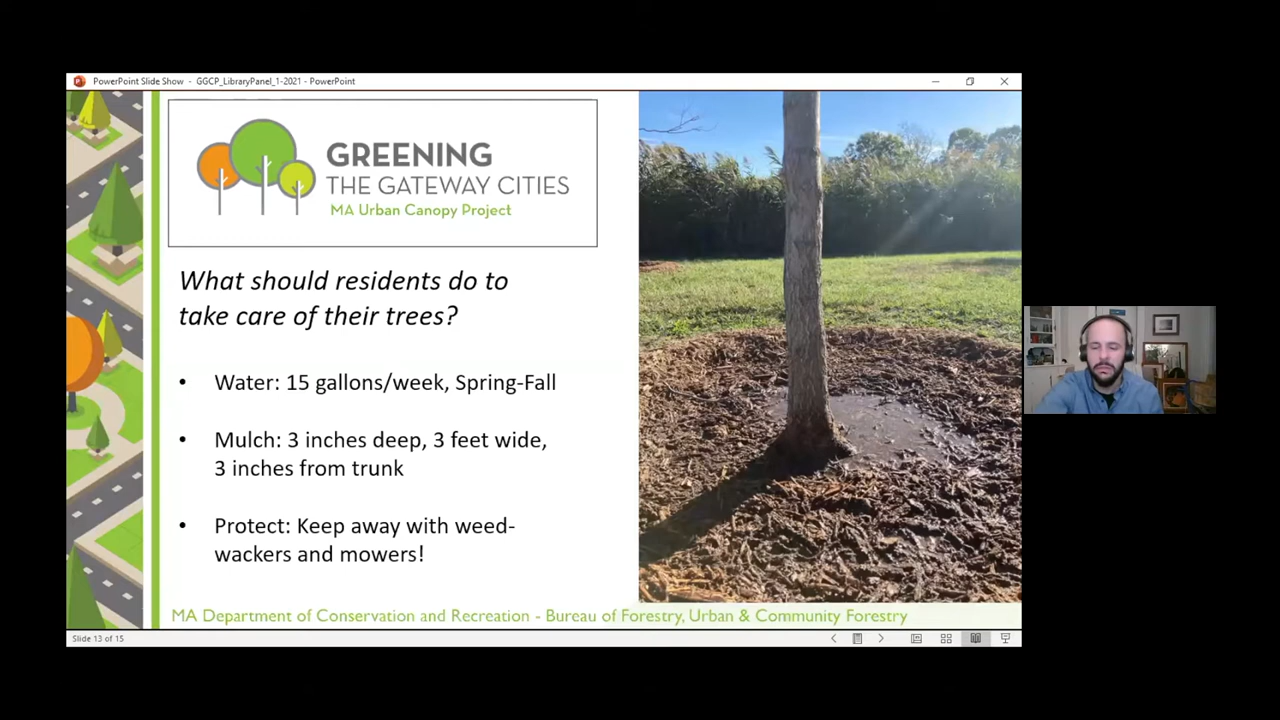 PowerPoint Slide Show - GGCP_LibraryPanel_1-2021 - PowerPoint
GREENING
THE GATEWAY CITIES
MA Urban Canopy Project
What should residents do to
take care of their trees?
• Water: 15 gallons/week, Spring-Fall
• Mulch: 3 inches deep, 3 feet wide,
3 inches from trunk
• Protect: Keep away with weed-
wackers and mowers!
MA Department of Conservation and Recreation - Bureau of Forestry, Urban & Community Forestry
Slide 13 of 15